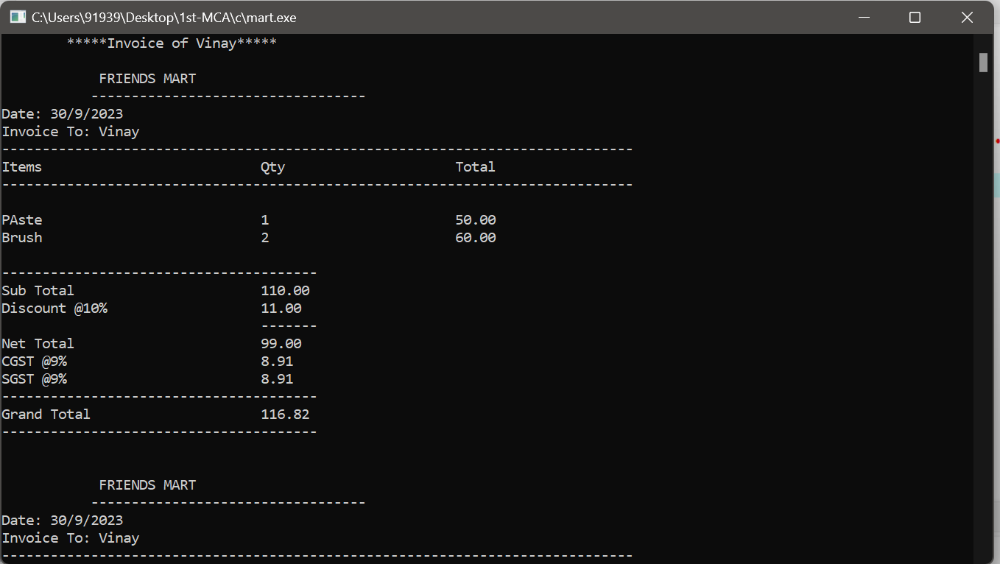 C:\Users\91939\Desktop\1st-MCA\c\mart.exe
*****Invoice of Vinay*****
FRIENDS MART
----------------------------------
Date: 30/9/2023
Invoice To: Vinay
------------------------------------------------------------------------------
Items Qty Total
------------------------------------------------------------------------------
PAste 1 50.00
Brush 2 60.00
---------------------------------------
Sub Total 110.00
Discount @10% 11.00
-------
Net Total 99.00
CGST @9% 8.91
SGST @9% 8.91
---------------------------------------
Grand Total 116.82
---------------------------------------
FRIENDS MART
----------------------------------
Date: 30/9/2023
Invoice To: Vinay
------------------------------------------------------------------------------